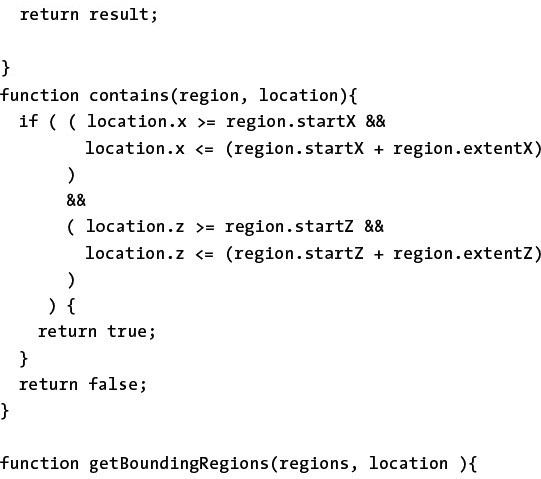 return result;
}
function contains(region, location){
if ( ( location.x >= region.startX &&
location.x <= (region.startX + region.extentX)
)
&&
( location.z >= region.startZ &&
location.z <= (region.startZ + region.extentZ)
)
) {
return true;
}
return false;
}
function getBoundingRegions(regions, location ){